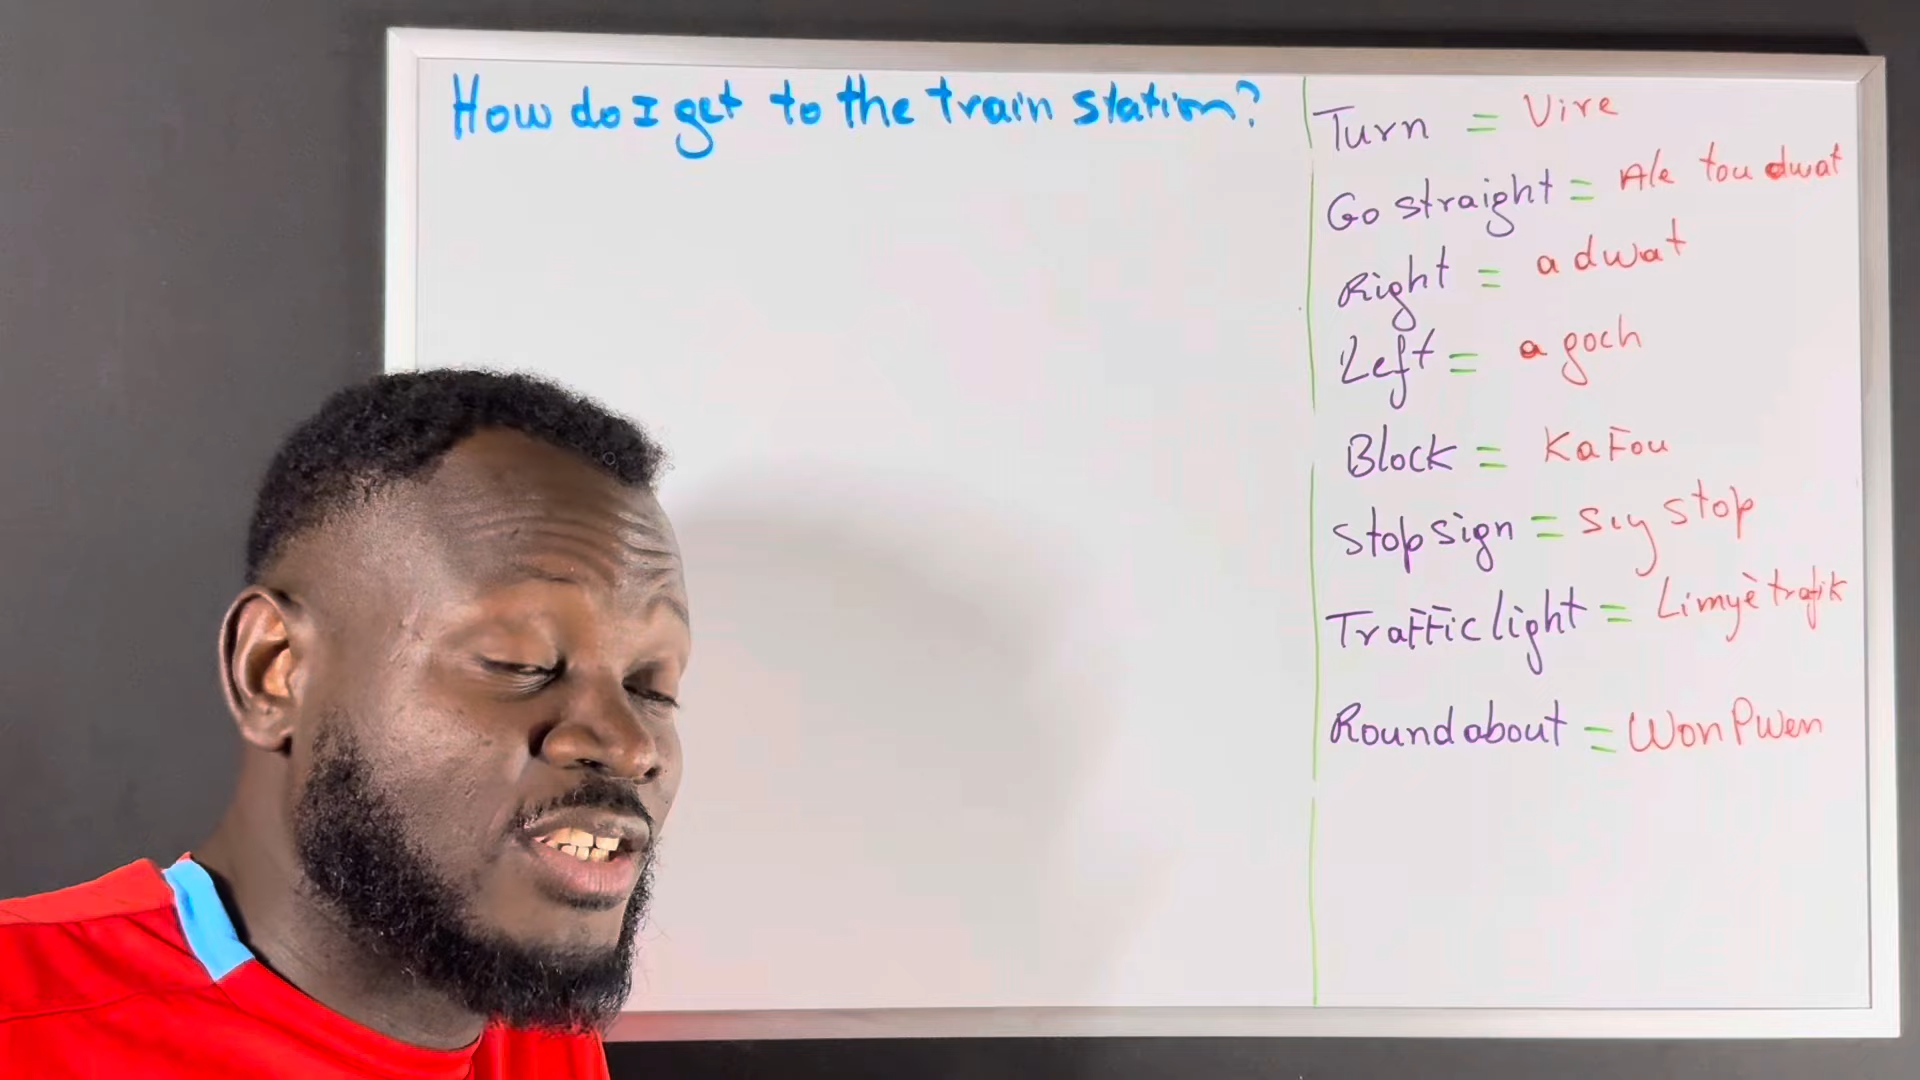 How do I get to the train station?
Turn = Vire
Go straight = Ale tou dwat
Right = a dwat
Left = a goch
Block = KaFou
Stop sign = Siy stop
Traffic light = Limyè trafik
Roundabout = Won Pwen